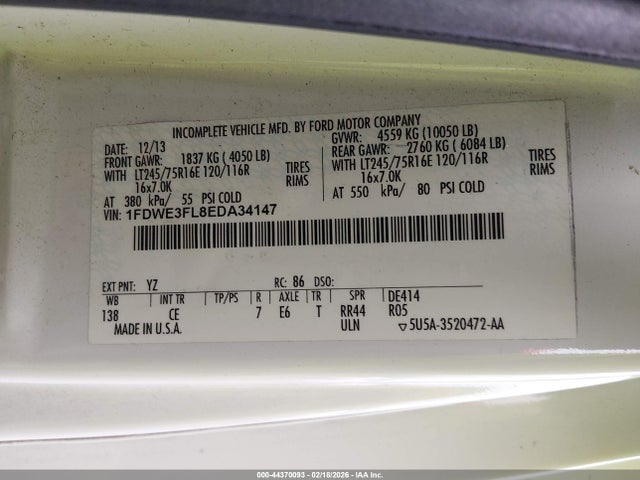 INCOMPLETE VEHICLE MFD. BY FORD MOTOR COMPANY
DATE: 12/13 GVWR: 4559 KG (10050 LB)
FRONT GAWR: 1837 KG ( 4050 LB) REAR GAWR: 2760 KG ( 6084 LB)
WITH LT245/75R16E 120/116R TIRES WITH LT245/75R16E 120/116R TIRES
16x7.0K RIMS 16x7.0K RIMS
AT 380 kPa/ 55 PSI COLD AT 550 kPa/ 80 PSI COLD
VIN: 1FDWE3FL8EDA34147
EXT PNT: YZ RC: 86 DSO:
WB INT TR TP/PS R AXLE TR SPR DE414
138 CE 7 E6 T RR44 R05
MADE IN U.S.A. ULN ▽5U5A-3520472-AA
000-44370093 - 02/18/2026 - IAA Inc.